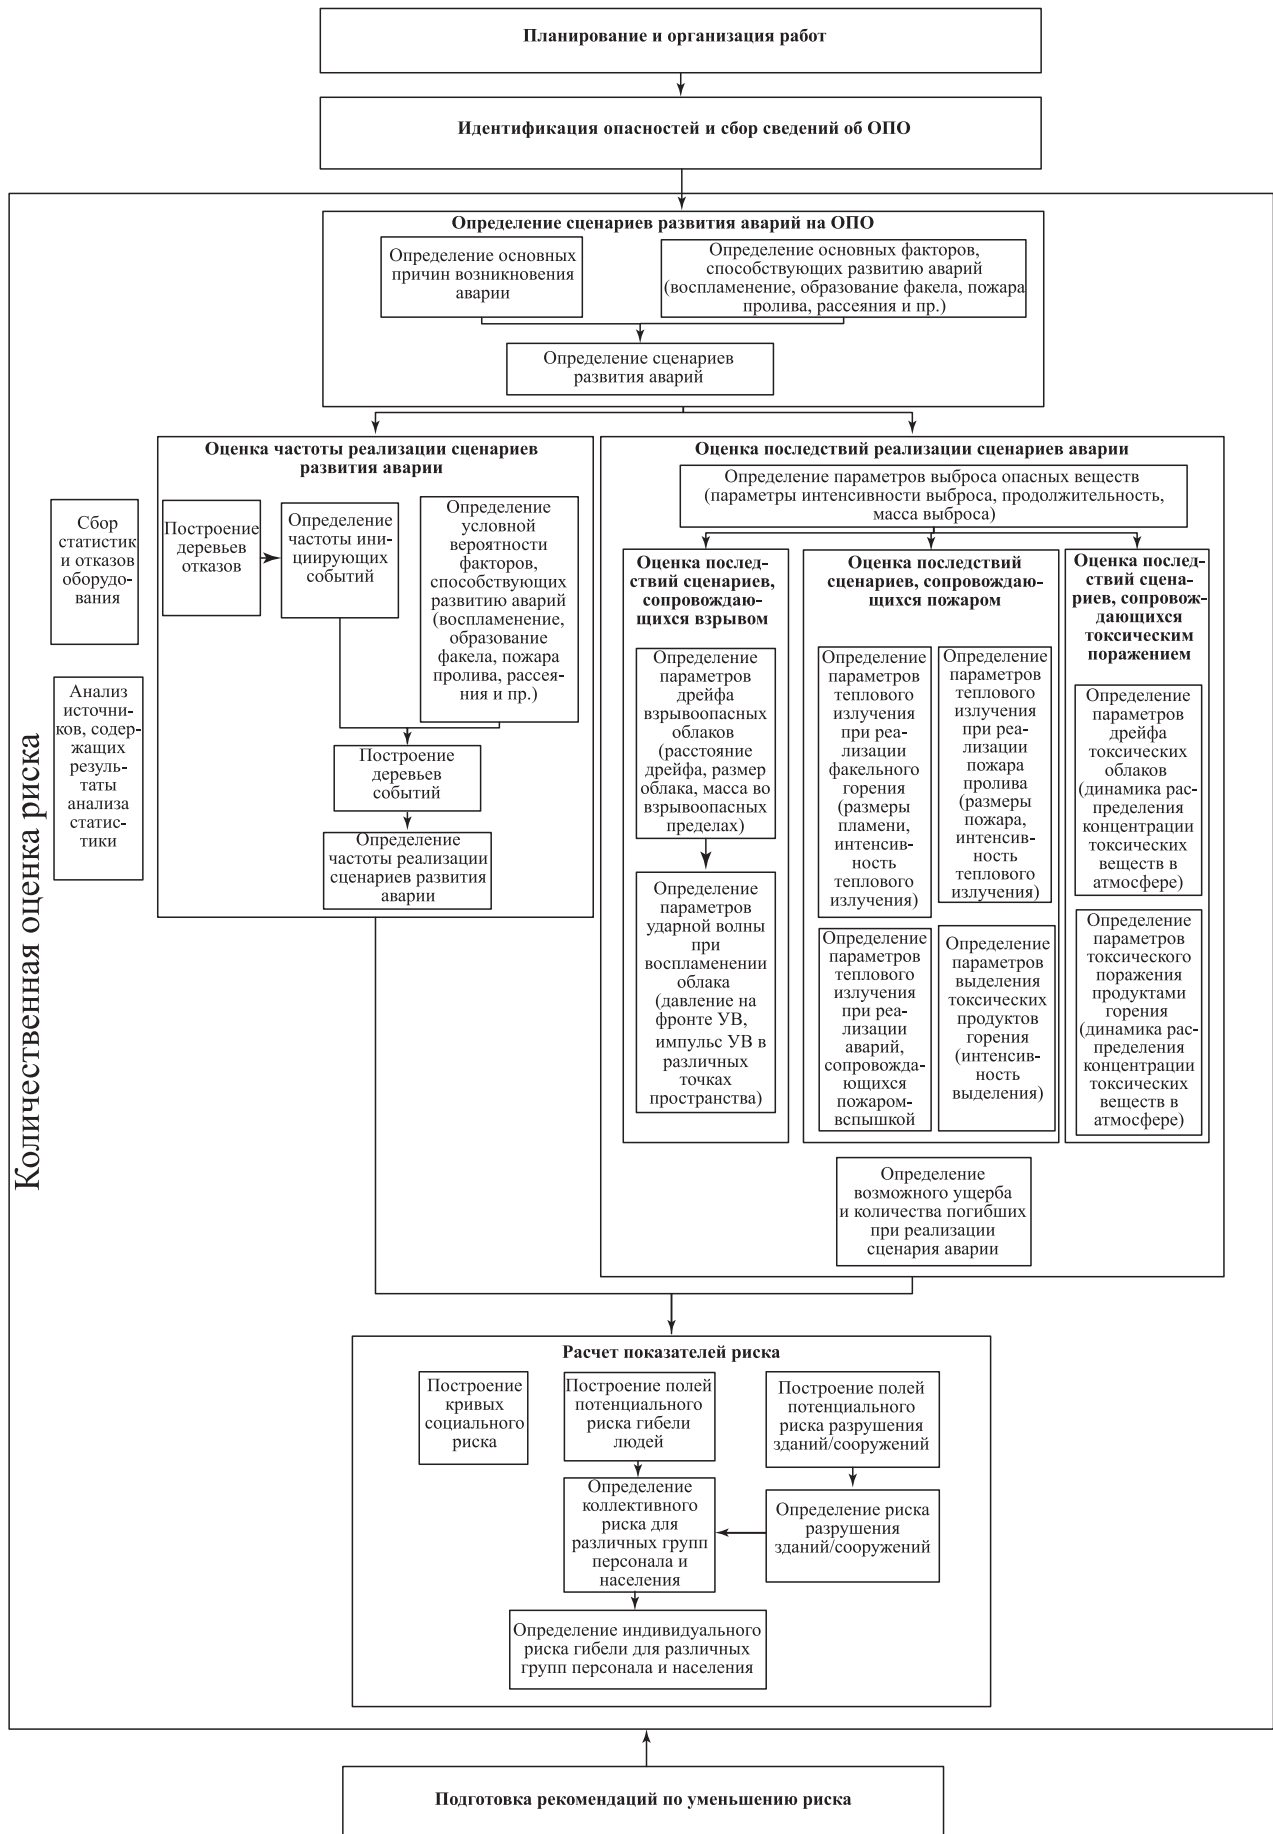 Планирование и организация работ
Идентификация опасностей и сбор сведений об ОПО
Количественная оценка риска
Определение сценариев развития аварий на ОПО
Определение основных
причин возникновения
аварии
Определение основных факторов,
способствующих развитию аварий
(воспламенение, образование факела, пожара
пролива, рассеяния и пр.)
Определение сценариев
развития аварий
Оценка частоты реализации сценариев
развития аварии
Сбор
статистик
и отказов
оборудо-
вания
Анализ
источни-
ков, содер-
жащих
резуль-
таты
анализа
статис-
тики
Построение
деревьев
отказов
Определение
частоты ини-
циирующих
событий
Определение
условной
вероятности
факторов,
способствующих
развитию аварий
(воспламенение,
образование
факела, пожара
пролива, рассея-
ния и пр.)
Построение
деревьев
событий
Определение
частоты реализации
сценариев развития
аварии
Оценка последствий реализации сценариев аварии
Определение параметров выброса опасных веществ
(параметры интенсивности выброса, продолжительность,
масса выброса)
Оценка послед-
ствий сценариев,
сопровождаю-
щихся взрывом
Определение
параметров
дрейфа
взрывоопасных
облаков
(расстояние
дрейфа, размер
облака, масса во
взрывоопасных
пределах)
Определение
параметров
ударной волны
при
воспламенении
облака
(давление на
фронте УВ,
импульс УВ в
различных
точках
пространства)
Оценка последствий
сценариев, сопровождаю-
щихся пожаром
Определение
параметров
теплового
излучения
при реа-
лизации
факельного
горения
(размеры
пламени,
интенсив-
ность
теплового
излучения)
Определение
параметров
теплового
излучения
при реа-
лизации
пожара
пролива
(размеры
пожара,
интенсив-
ность
теплового
излучения)
Определение
параметров
теплового
излучения
при реа-
лизации
аварий,
сопровожда-
ющихся
пожаром-
вспышкой
Определение
параметров
выделения
токсических
продуктов
горения
(интенсив-
ность
выделения)
Оценка послед-
ствий сцена-
риев, сопровож-
дающихся
токсическим
поражением
Определение
параметров
дрейфа
токсических
облаков
(динамика рас-
пределения
концентрации
токсических
веществ в
атмосфере)
Определение
параметров
токсического
поражения
продуктами
горения
(динамика рас-
пределения
концентрации
токсических
веществ в
атмосфере)
Определение
возможного ущерба
и количества погибших
при реализации
сценария аварии
Расчет показателей риска
Построение
кривых
социального
риска
Построение полей
потенциального
риска гибели
людей
Построение полей
потенциального
риска разрушения
зданий/сооружений
Определение
коллективного
риска для
различных групп
персонала и
населения
Определение риска
разрушения
зданий/сооружений
Определение индивидуального
риска гибели для различных
групп персонала и населения
Подготовка рекомендаций по уменьшению риска